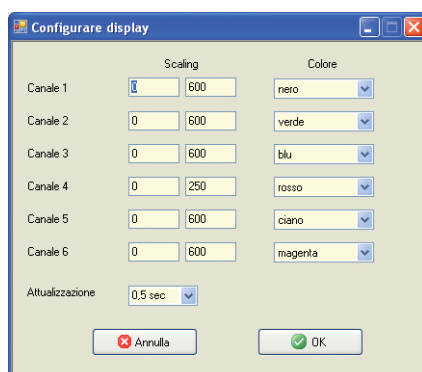 Configurare display
Scaling Colore
Canale 1 0 600 nero
Canale 2 0 600 verde
Canale 3 0 600 blu
Canale 4 0 250 rosso
Canale 5 0 600 ciano
Canale 6 0 600 magenta
Attualizzazione 0,5 sec
Annulla OK